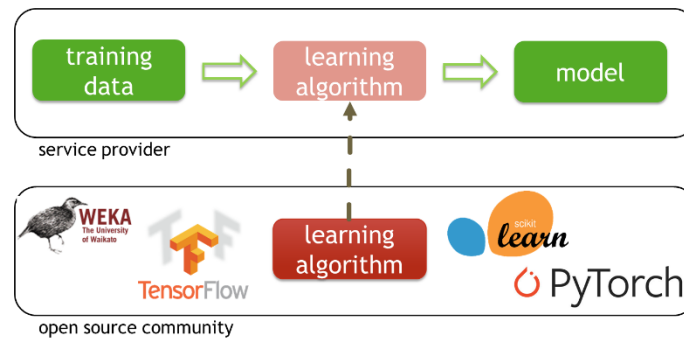 training
data
learning
algorithm
model
service provider
WEKA
The University
of Waikato
TF
TensorFlow
learning
algorithm
scikit
learn
PyTorch
open source community